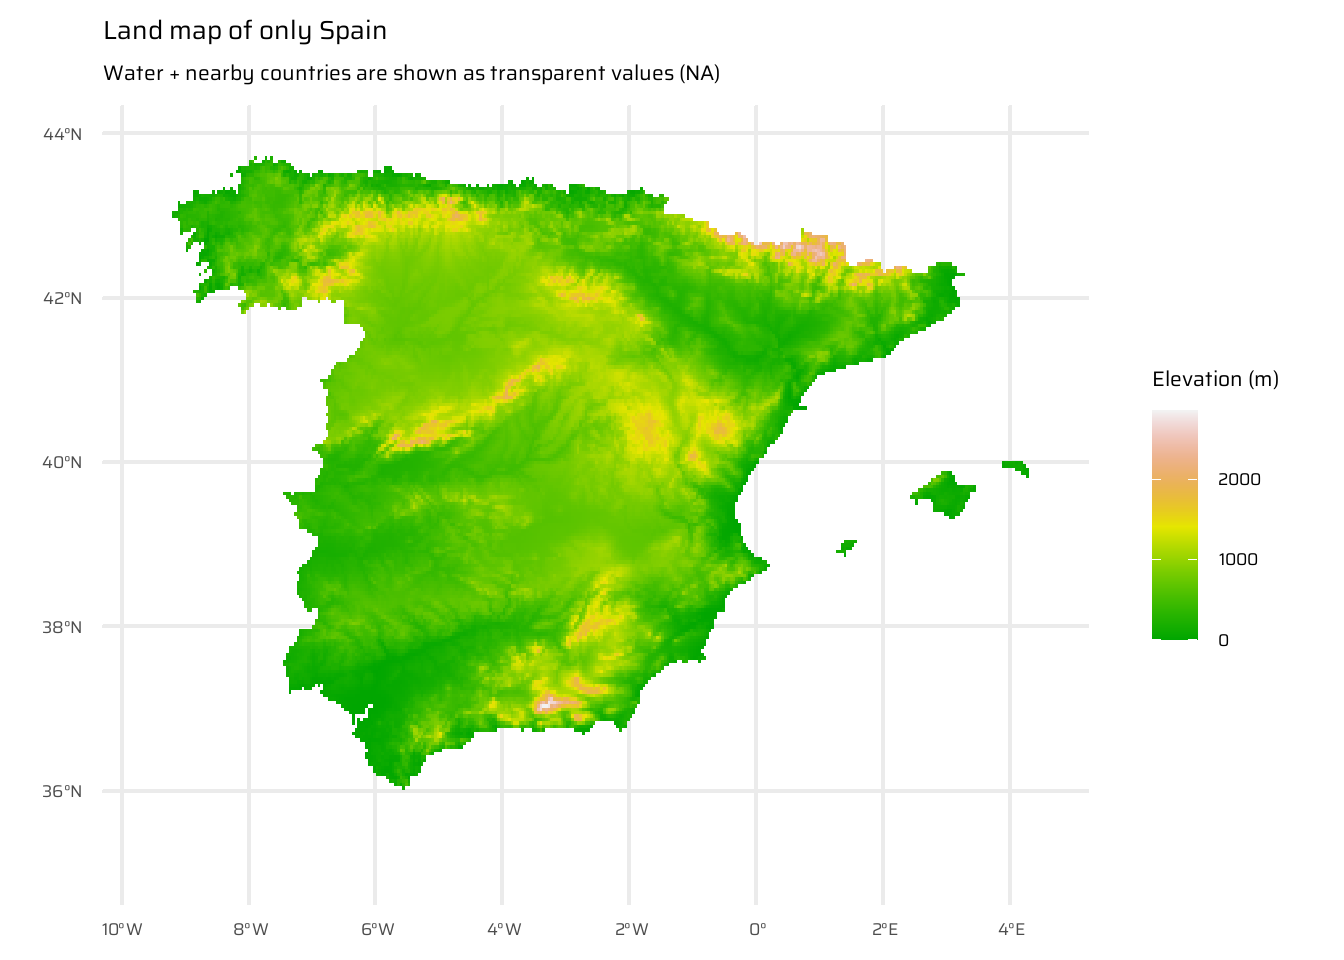 Land map of only Spain
Water + nearby countries are shown as transparent values (NA)
44°N
42°N
40°N
38°N
36°N
10°W 8°W 6°W 4°W 2°W 0° 2°E 4°E
Elevation (m)
2000
1000
0